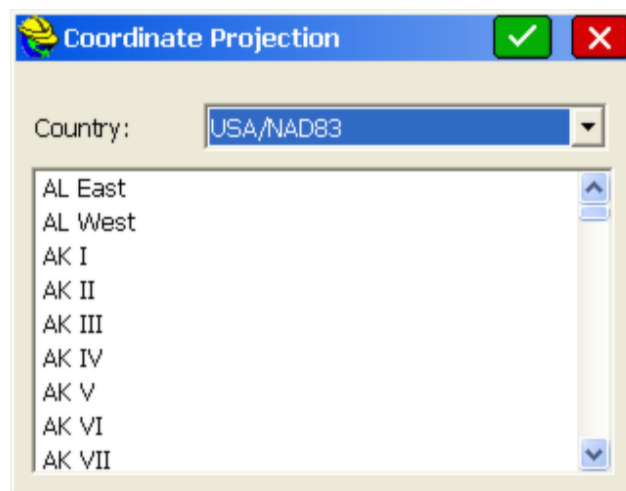 Coordinate Projection
Country: USA/NAD83
AL East
AL West
AK I
AK II
AK III
AK IV
AK V
AK VI
AK VII